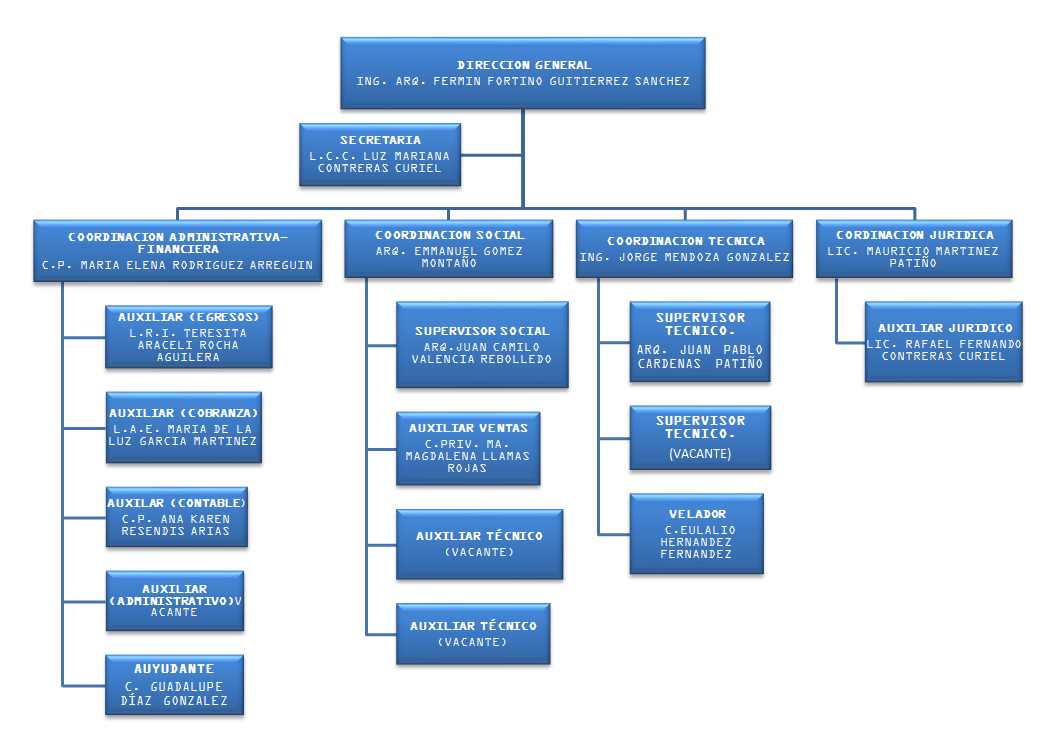 DIRECCION GENERAL
ING. ARQ. FERMIN FORTINO GUITIERREZ SANCHEZ
SECRETARIA
L.C.C. LUZ MARIANA
CONTRERAS CURIEL
COORDINACION ADMINISTRATIVA-
FINANCIERA
C.P. MARIA ELENA RODRIGUEZ ARREGUIN
AUXILIAR (EGRESOS)
L.R.I. TERESITA
ARACELI ROCHA
AGUILERA
AUXILIAR (COBRANZA)
L.A.E. MARIA DE LA
LUZ GARCIA MARTINEZ
AUXILAR (CONTABLE)
C.P. ANA KAREN
RESENDIS ARIAS
AUXILIAR
(ADMINISTRATIVO)V
ACANTE
AUYUDANTE
C. GUADALUPE
DÍAZ GONZALEZ
COORDINACION SOCIAL
ARQ. EMMANUEL GOMEZ
MONTAÑO
SUPERVISOR SOCIAL
ARQ.JUAN CAMILO
VALENCIA REBOLLEDO
AUXILIAR VENTAS
C.PRIV. MA.
MAGDALENA LLAMAS
ROJAS
AUXILIAR TÉCNICO
(VACANTE)
AUXILIAR TÉCNICO
(VACANTE)
COORDINACION TECNICA
ING. JORGE MENDOZA GONZALEZ
SUPERVISOR
TECNICO.
ARQ. JUAN PABLO
CARDENAS PATIÑO
SUPERVISOR
TECNICO.
(VACANTE)
VELADOR
C.EULALIO
HERNANDEZ
FERNANDEZ
CORDINACION JURIDICA
LIC. MAURICIO MARTINEZ
PATIÑO
AUXILIAR JURIDICO
LIC. RAFAEL FERNANDO
CONTRERAS CURIEL